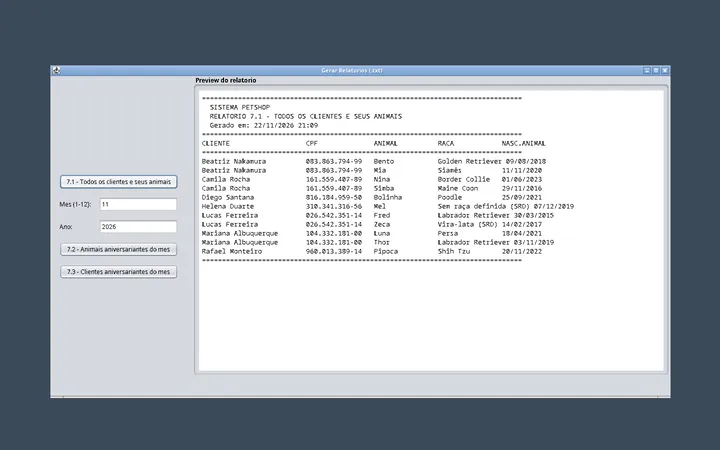 Gerar Relatorios (.txt)
Preview do relatorio
7.1 - Todos os clientes e seus animais
Mes (1-12): 11
Ano: 2026
7.2 - Animais aniversariantes do mes
7.3 - Clientes aniversariantes do mes
================================================================================
SISTEMA PETSHOP
RELATORIO 7.1 - TODOS OS CLIENTES E SEUS ANIMAIS
Gerado em: 22/11/2026 21:09
================================================================================
CLIENTE CPF ANIMAL RACA NASC.ANIMAL
================================================================================
Beatriz Nakamura 083.863.794-99 Bento Golden Retriever 09/08/2018
Beatriz Nakamura 083.863.794-99 Mia Siamês 11/11/2020
Camila Rocha 161.559.407-89 Nina Border Collie 01/06/2023
Camila Rocha 161.559.407-89 Simba Maine Coon 29/11/2016
Diego Santana 816.184.959-50 Bolinha Poodle 25/09/2021
Helena Duarte 310.341.316-56 Mel Sem raça definida (SRD) 07/12/2019
Lucas Ferreira 026.542.351-14 Fred Labrador Retriever 30/03/2015
Lucas Ferreira 026.542.351-14 Zeca Vira-lata (SRD) 14/02/2017
Mariana Albuquerque 104.332.181-00 Luna Persa 18/04/2021
Mariana Albuquerque 104.332.181-00 Thor Labrador Retriever 03/11/2019
Rafael Monteiro 960.013.389-14 Pipoca Shih Tzu 20/11/2022
================================================================================